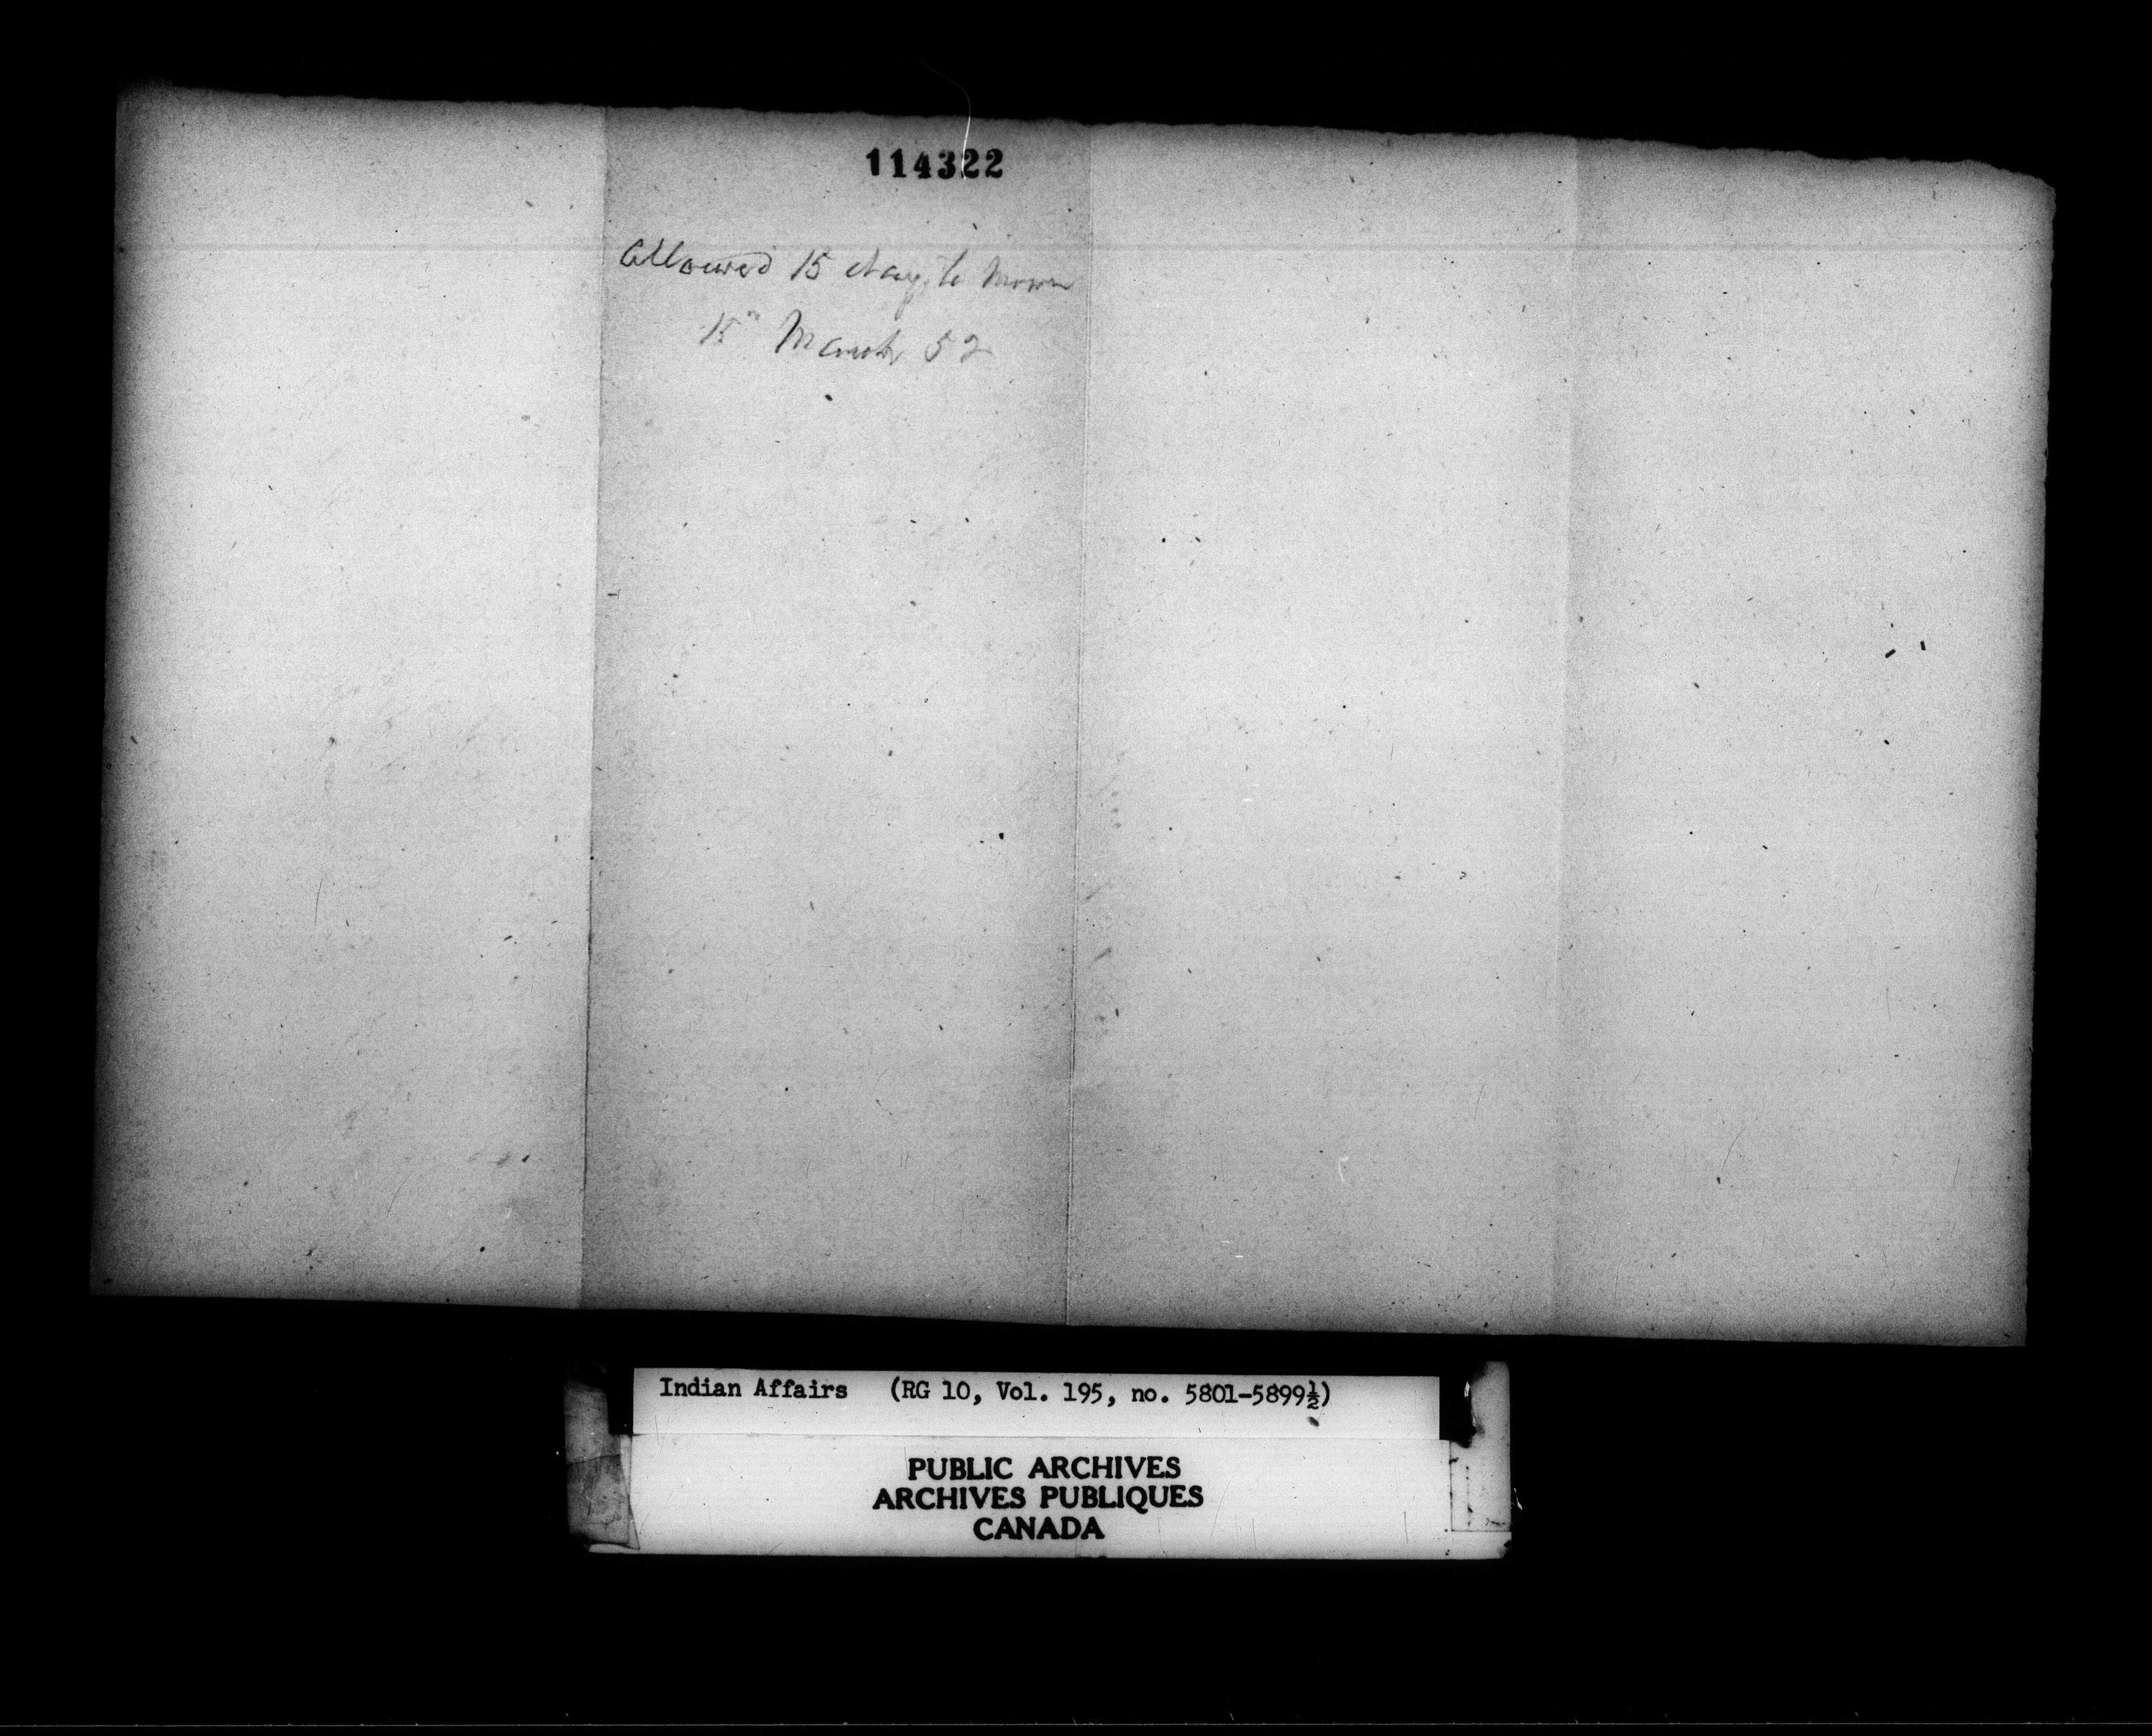 114322
Allowed 15 days to
15th March 52
Indian Affairs (RG 10, Vol. 195, no. 5801-5899½)
PUBLIC ARCHIVES
ARCHIVES PUBLIQUES
CANADA